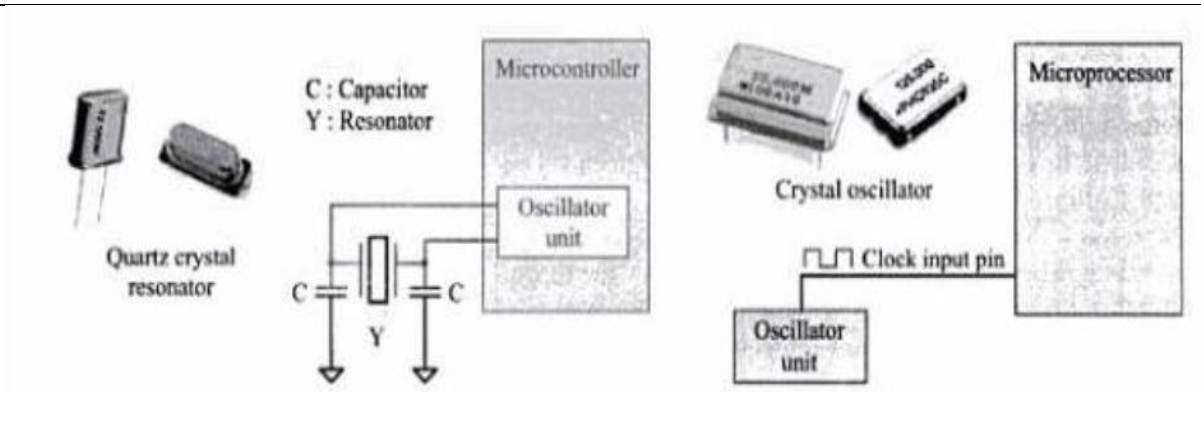 C : Capacitor
Y : Resonator
Microcontroller
Oscillator
unit
C
C
Y
Quartz crystal
resonator
Crystal oscillator
Microprocessor
Clock input pin
Oscillator
unit